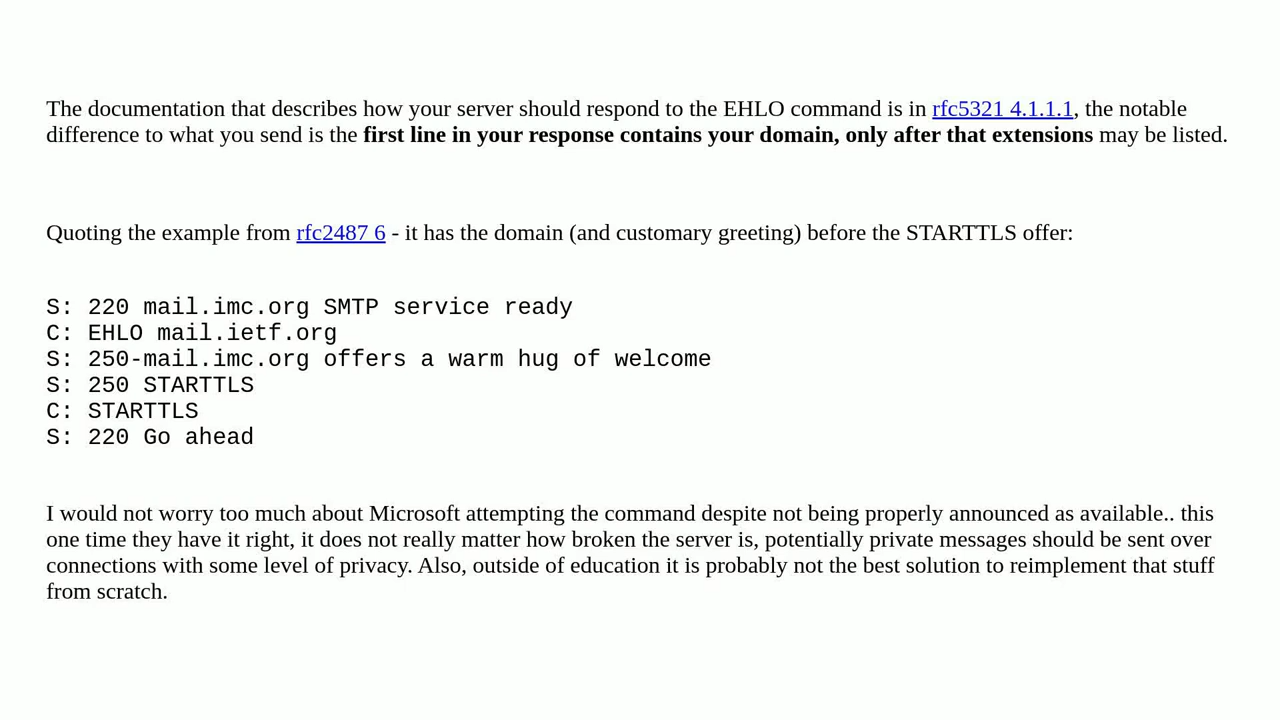 The documentation that describes how your server should respond to the EHLO command is in rfc5321 4.1.1.1, the notable
difference to what you send is the first line in your response contains your domain, only after that extensions may be listed.
Quoting the example from rfc2487 6 - it has the domain (and customary greeting) before the STARTTLS offer:
S: 220 mail.imc.org SMTP service ready
C: EHLO mail.ietf.org
S: 250-mail.imc.org offers a warm hug of welcome
S: 250 STARTTLS
C: STARTTLS
S: 220 Go ahead
I would not worry too much about Microsoft attempting the command despite not being properly announced as available.. this
one time they have it right, it does not really matter how broken the server is, potentially private messages should be sent over
connections with some level of privacy. Also, outside of education it is probably not the best solution to reimplement that stuff
from scratch.